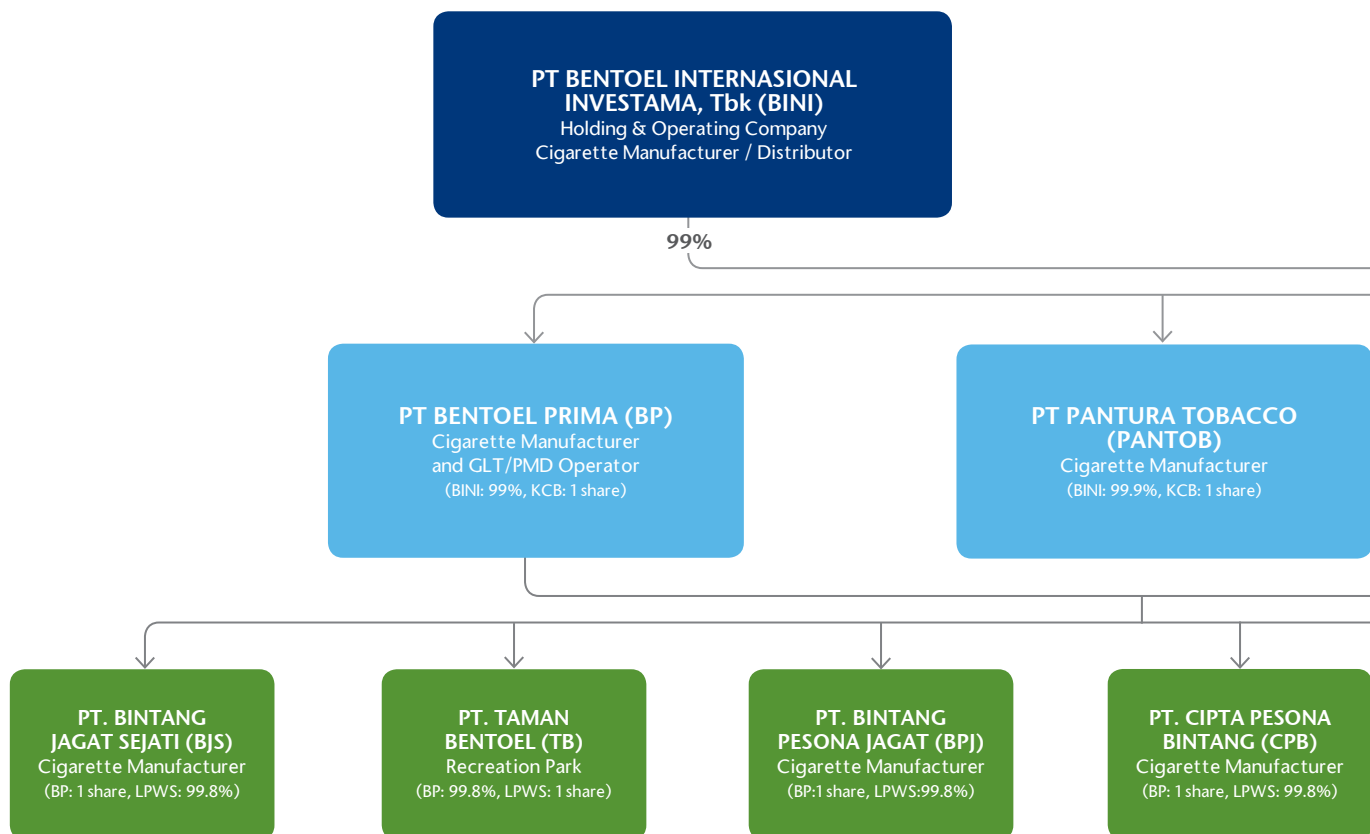 PT BENTOEL INTERNASIONAL
INVESTAMA, Tbk (BINI)
Holding & Operating Company
Cigarette Manufacturer / Distributor
99%
PT BENTOEL PRIMA (BP)
Cigarette Manufacturer
and GLT/PMD Operator
(BINI: 99%, KCB: 1 share)
PT PANTURA TOBACCO
(PANTOB)
Cigarette Manufacturer
(BINI: 99.9%, KCB: 1 share)
PT. BINTANG
JAGAT SEJATI (BJS)
Cigarette Manufacturer
(BP: 1 share, LPWS: 99.8%)
PT. TAMAN
BENTOEL (TB)
Recreation Park
(BP: 99.8%, LPWS: 1 share)
PT. BINTANG
PESONA JAGAT (BPJ)
Cigarette Manufacturer
(BP:1 share, LPWS:99.8%)
PT. CIPTA PESONA
BINTANG (CPB)
Cigarette Manufacturer
(BP: 1 share, LPWS: 99.8%)